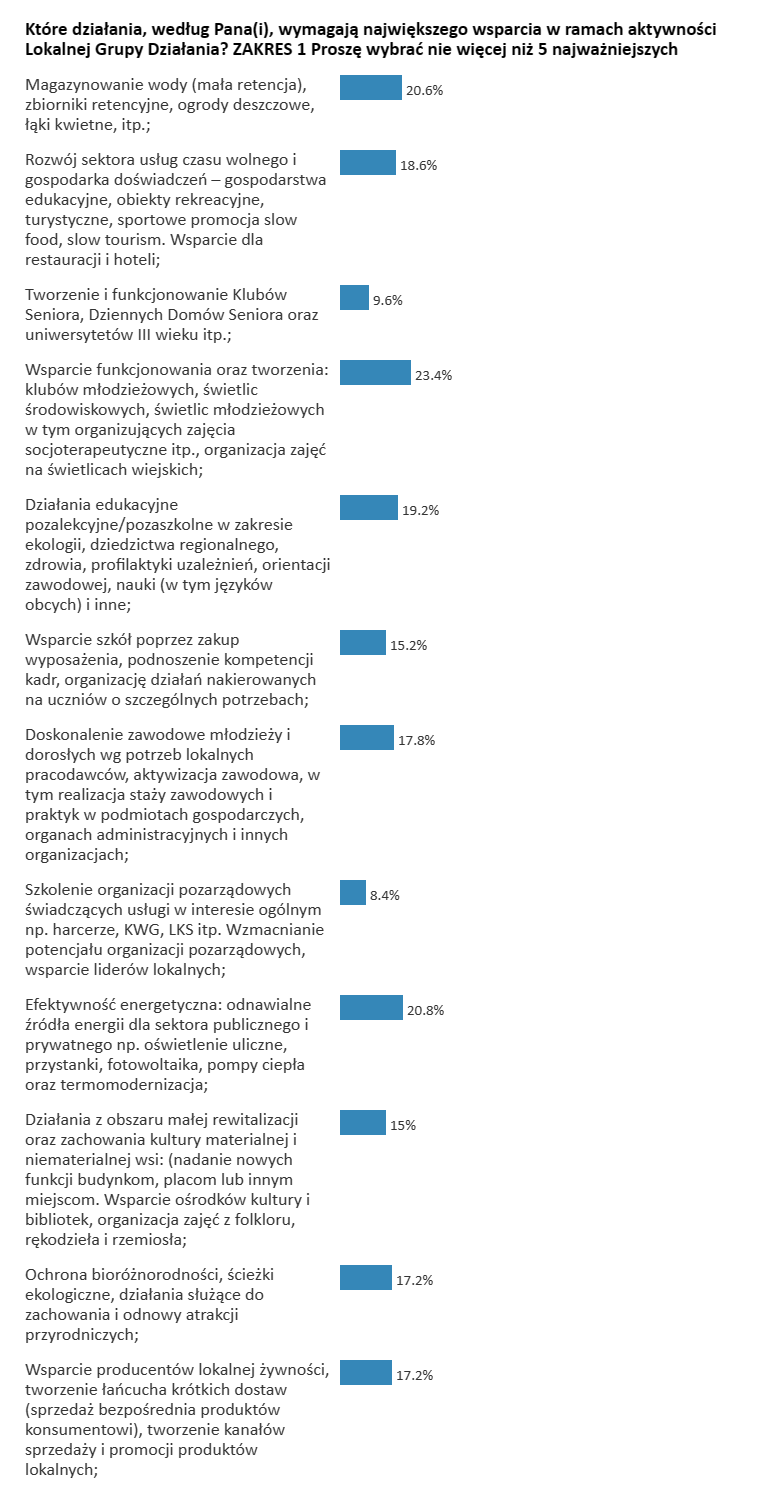 Które działania, według Pana(i), wymagają największego wsparcia w ramach aktywności
Lokalnej Grupy Działania? ZAKRES 1 Proszę wybrać nie więcej niż 5 najważniejszych
Magazynowanie wody (mała retencja),
zbiorniki retencyjne, ogrody deszczowe,
łąki kwietne, itp.;
20.6%
Rozwój sektora usług czasu wolnego i
gospodarka doświadczeń – gospodarstwa
edukacyjne, obiekty rekreacyjne,
turystyczne, sportowe promocja slow
food, slow tourism. Wsparcie dla
restauracji i hoteli;
18.6%
Tworzenie i funkcjonowanie Klubów
Seniora, Dziennych Domów Seniora oraz
uniwersytetów III wieku itp.;
9.6%
Wsparcie funkcjonowania oraz tworzenia:
klubów młodzieżowych, świetlic
środowiskowych, świetlic młodzieżowych
w tym organizujących zajęcia
socjoterapeutyczne itp., organizacja zajęć
na świetlicach wiejskich;
23.4%
Działania edukacyjne
pozalekcyjne/pozaszkolne w zakresie
ekologii, dziedzictwa regionalnego,
zdrowia, profilaktyki uzależnień, orientacji
zawodowej, nauki (w tym języków
obcych) i inne;
19.2%
Wsparcie szkół poprzez zakup
wyposażenia, podnoszenie kompetencji
kadr, organizację działań nakierowanych
na uczniów o szczególnych potrzebach;
15.2%
Doskonalenie zawodowe młodzieży i
dorosłych wg potrzeb lokalnych
pracodawców, aktywizacja zawodowa, w
tym realizacja staży zawodowych i
praktyk w podmiotach gospodarczych,
organach administracyjnych i innych
organizacjach;
17.8%
Szkolenie organizacji pozarządowych
świadczących usługi w interesie ogólnym
np. harcerze, KWG, LKS itp. Wzmacnianie
potencjału organizacji pozarządowych,
wsparcie liderów lokalnych;
8.4%
Efektywność energetyczna: odnawialne
źródła energii dla sektora publicznego i
prywatnego np. oświetlenie uliczne,
przystanki, fotowoltaika, pompy ciepła
oraz termomodernizacja;
20.8%
Działania z obszaru małej rewitalizacji
oraz zachowania kultury materialnej i
niematerialnej wsi: (nadanie nowych
funkcji budynkom, placom lub innym
miejscom. Wsparcie ośrodków kultury i
bibliotek, organizacja zajęć z folkloru,
rękodzieła i rzemiosła;
15%
Ochrona bioróżnorodności, ścieżki
ekologiczne, działania służące do
zachowania i odnowy atrakcji
przyrodniczych;
17.2%
Wsparcie producentów lokalnej żywności,
tworzenie łańcucha krótkich dostaw
(sprzedaż bezpośrednia produktów
konsumentowi), tworzenie kanałów
sprzedaży i promocji produktów
lokalnych;
17.2%